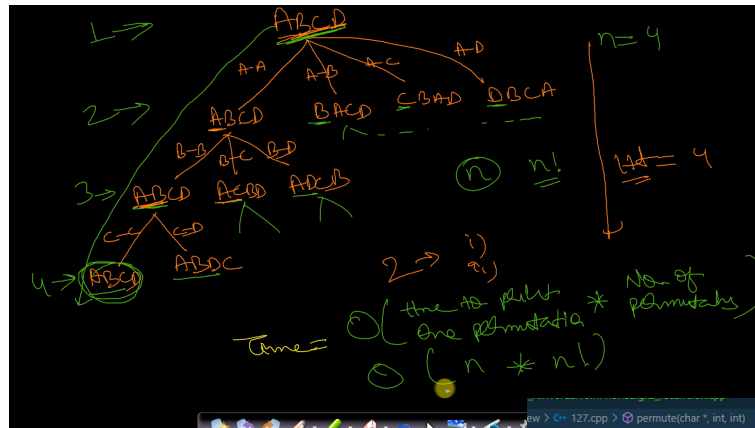 1 → ABCD n = 4
A-A A-B A-C A-D
2 → ABCD BACD CBAD DBCA
B-B B-C B-D n n!
3 → ABCD ACBD ADCB = 4
C-C C-D
4 → ABCD ABDC 2 → i)
ii)
Time = O( time to print one permutation * No. of permutations )
O ( n * n! )
ew > C++ 127.cpp > permute(char *, int, int)